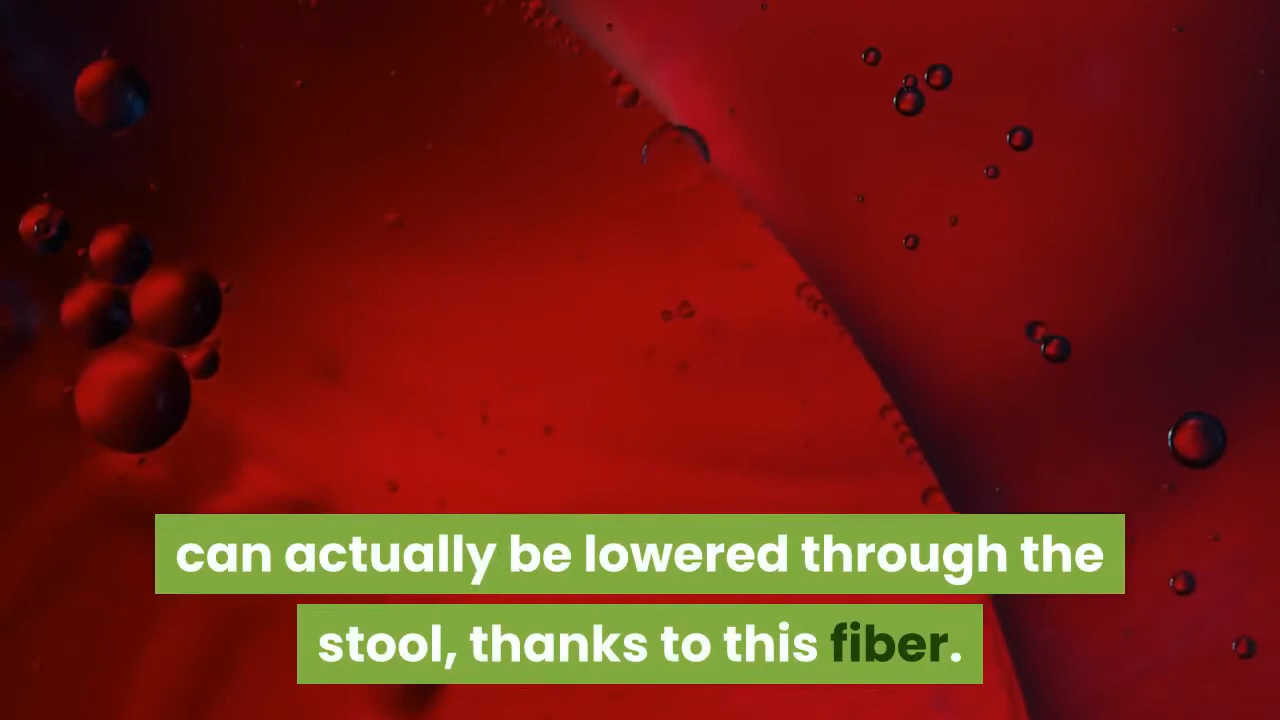 can actually be lowered through the
stool, thanks to this fiber.